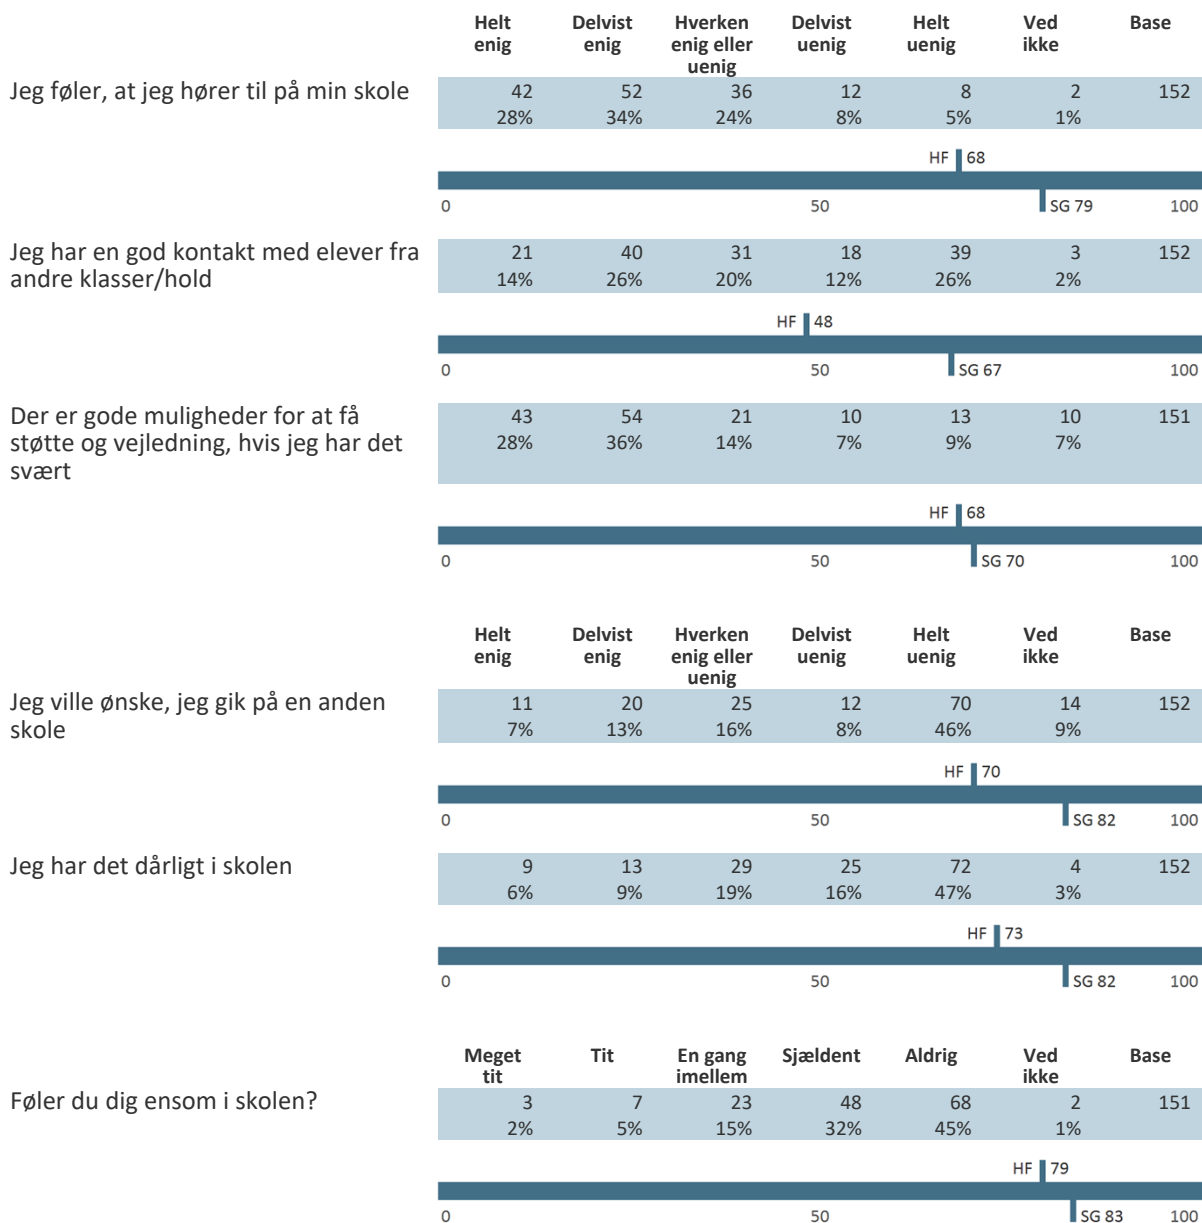 Helt enig Delvist enig Hverken enig eller uenig Delvist uenig Helt uenig Ved ikke Base
Jeg føler, at jeg hører til på min skole 42 52 36 12 8 2 152
28% 34% 24% 8% 5% 1%
HF 68
0 50 SG 79 100
Jeg har en god kontakt med elever fra 21 40 31 18 39 3 152
andre klasser/hold 14% 26% 20% 12% 26% 2%
HF 48
0 50 SG 67 100
Der er gode muligheder for at få 43 54 21 10 13 10 151
støtte og vejledning, hvis jeg har det 28% 36% 14% 7% 9% 7%
svært
HF 68
0 50 SG 70 100
Helt enig Delvist enig Hverken enig eller uenig Delvist uenig Helt uenig Ved ikke Base
Jeg ville ønske, jeg gik på en anden 11 20 25 12 70 14 152
skole 7% 13% 16% 8% 46% 9%
HF 70
0 50 SG 82 100
Jeg har det dårligt i skolen 9 13 29 25 72 4 152
6% 9% 19% 16% 47% 3%
HF 73
0 50 SG 82 100
Meget tit Tit En gang imellem Sjældent Aldrig Ved ikke Base
Føler du dig ensom i skolen? 3 7 23 48 68 2 151
2% 5% 15% 32% 45% 1%
HF 79
0 50 SG 83 100